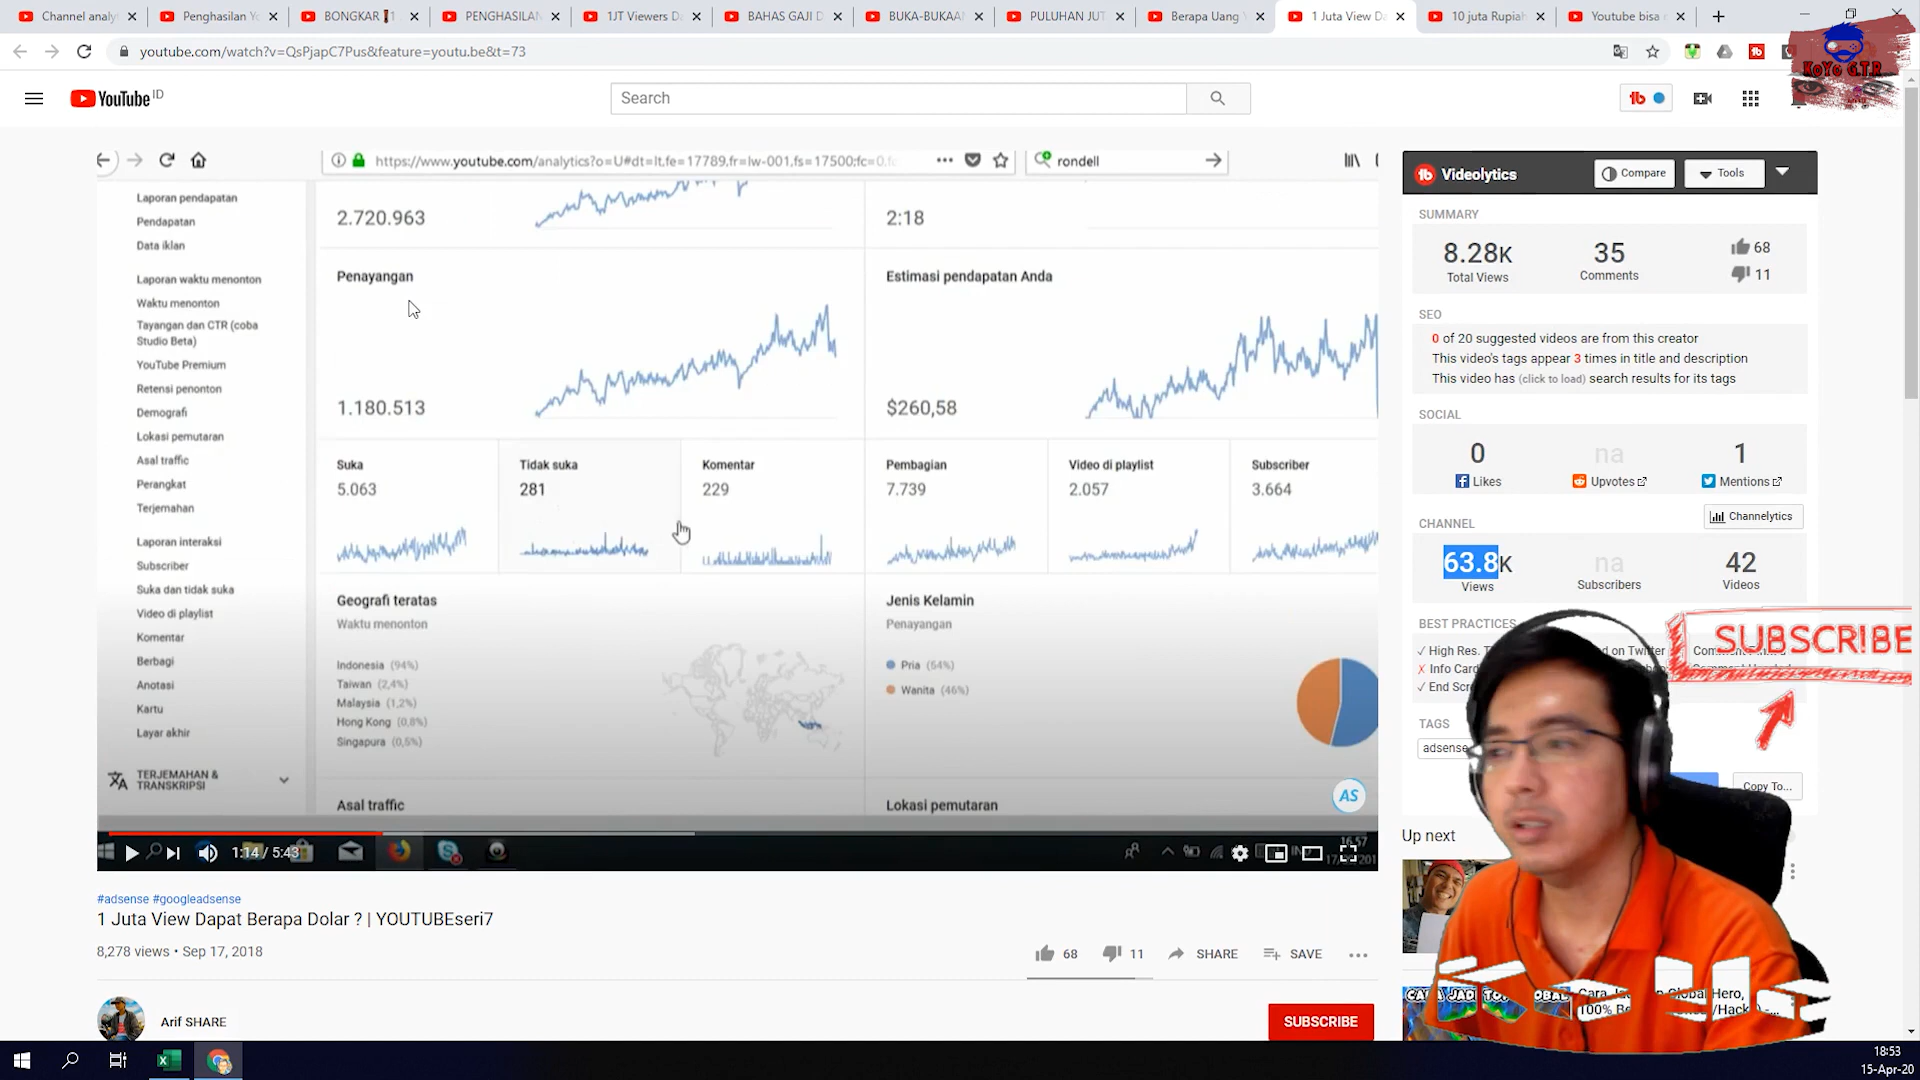 Channel analy
Penghasilan Yo
BONGKAR
PENGHASILAN
1JT Viewers Da
BAHAS GAJI D
BUKA-BUKAAN
PULUHAN JUT
Berapa Uang Y
1 Juta View Da
10 juta Rupiah
Youtube bisa
youtube.com/watch?v=QsPjapC7Pus&feature=youtu.be&t=73
KoYo G.T.R
YouTube ID
Search
https://www.youtube.com/analytics?o=U#dt=lt,fe=17789,fr=lw-001,fs=17500;fc=0,f
rondell
Laporan pendapatan
Pendapatan
Data iklan
Laporan waktu menonton
Waktu menonton
Tayangan dan CTR (coba
Studio Beta)
YouTube Premium
Retensi penonton
Demografi
Lokasi pemutaran
Asal traffic
Perangkat
Terjemahan
Laporan interaksi
Subscriber
Suka dan tidak suka
Video di playlist
Komentar
Berbagi
Anotasi
Kartu
Layar akhir
TERJEMAHAN &
TRANSKRIPSI
2.720.963
2:18
Penayangan
1.180.513
Estimasi pendapatan Anda
$260,58
Suka
5.063
Tidak suka
281
Komentar
229
Pembagian
7.739
Video di playlist
2.057
Subscriber
3.664
Geografi teratas
Waktu menonton
Indonesia (94%)
Taiwan (2,4%)
Malaysia (1,2%)
Hong Kong (0,8%)
Singapura (0,5%)
Jenis Kelamin
Penayangan
Pria (54%)
Wanita (46%)
Asal traffic
Lokasi pemutaran
AS
1:14 / 5:43
16.57
#adsense #googleadsense
1 Juta View Dapat Berapa Dolar ? | YOUTUBEseri7
8,278 views • Sep 17, 2018
68
11
SHARE
SAVE
Arif SHARE
SUBSCRIBE
Videolytics
Compare
Tools
SUMMARY
8.28K
Total Views
35
Comments
68
11
SEO
0 of 20 suggested videos are from this creator
This video's tags appear 3 times in title and description
This video has (click to load) search results for its tags
SOCIAL
0
Likes
na
Upvotes
1
Mentions
Channelytics
CHANNEL
63.8K
Views
na
Subscribers
42
Videos
BEST PRACTICES
High Res. T
d on Twitter
Info Card
End Scr
SUBSCRIBE
TAGS
adsense
Copy To...
Up next
Global Hero,
100% Be
/Hack
18:53
15-Apr-20